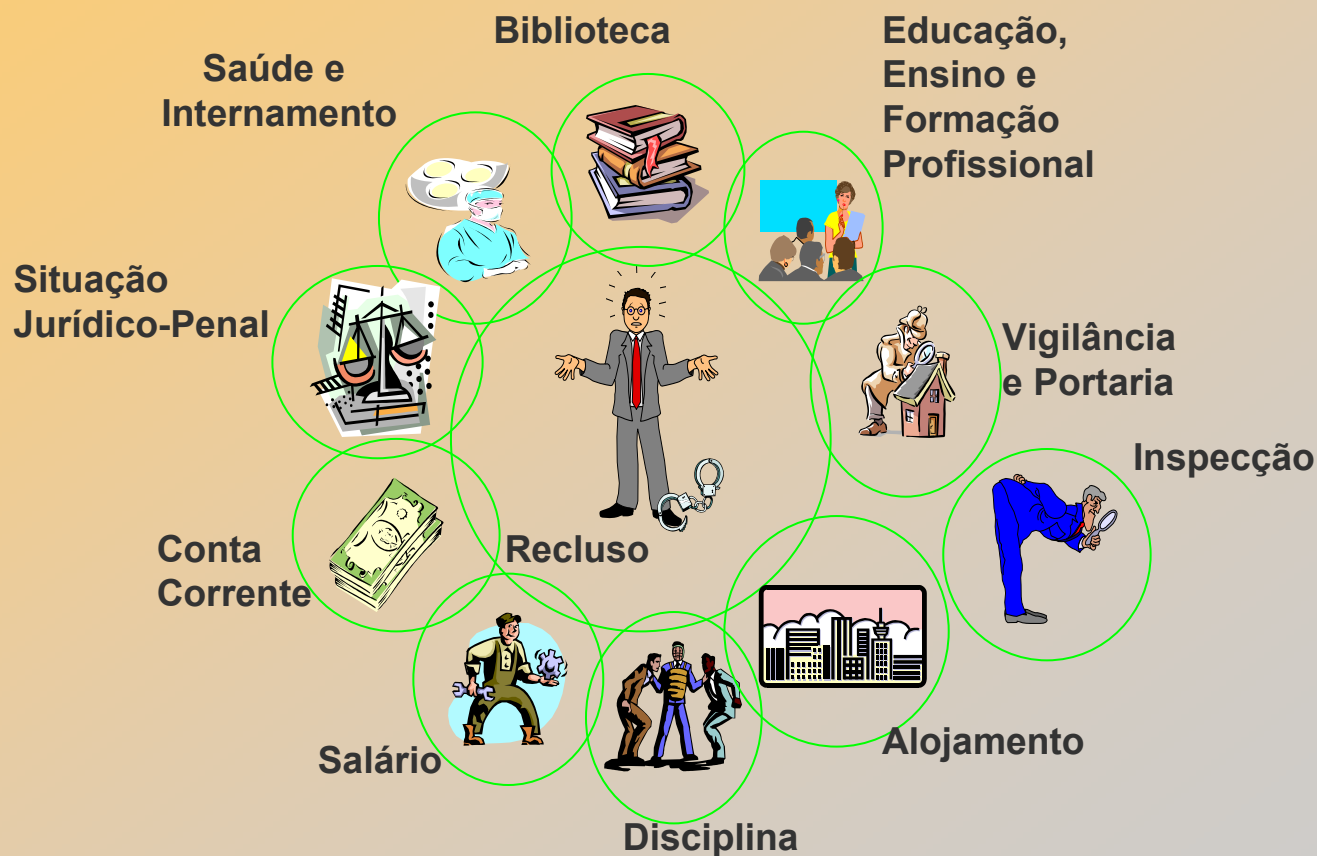 Biblioteca
Educação,
Ensino e
Formação
Profissional
Saúde e
Internamento
Situação
Jurídico-Penal
Vigilância
e Portaria
Inspecção
Conta
Corrente
Recluso
Salário
Alojamento
Disciplina